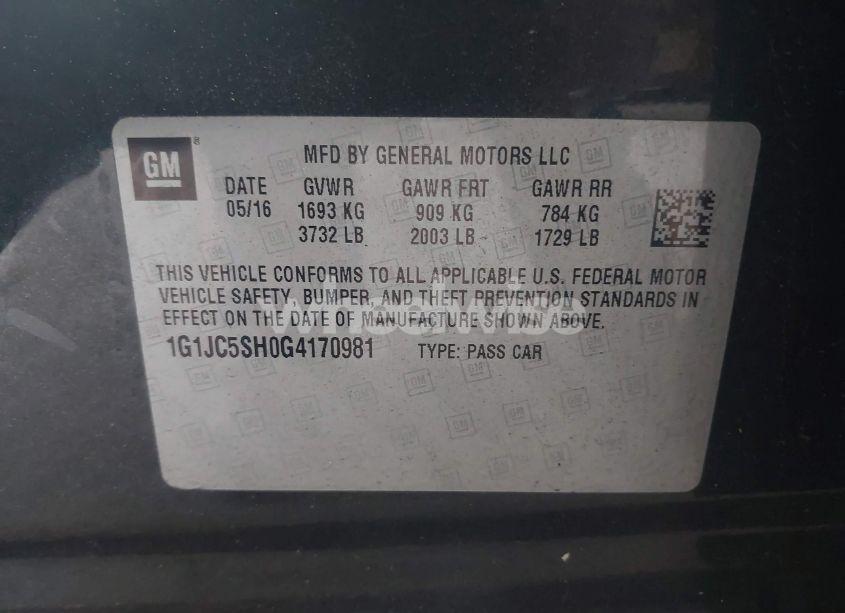 GM
MFD BY GENERAL MOTORS LLC
DATE GVWR GAWR FRT GAWR RR
05/16 1693 KG 909 KG 784 KG
3732 LB 2003 LB 1729 LB
THIS VEHICLE CONFORMS TO ALL APPLICABLE U.S. FEDERAL MOTOR
VEHICLE SAFETY, BUMPER, AND THEFT PREVENTION STANDARDS IN
EFFECT ON THE DATE OF MANUFACTURE SHOWN ABOVE.
1G1JC5SH0G4170981 TYPE: PASS CAR